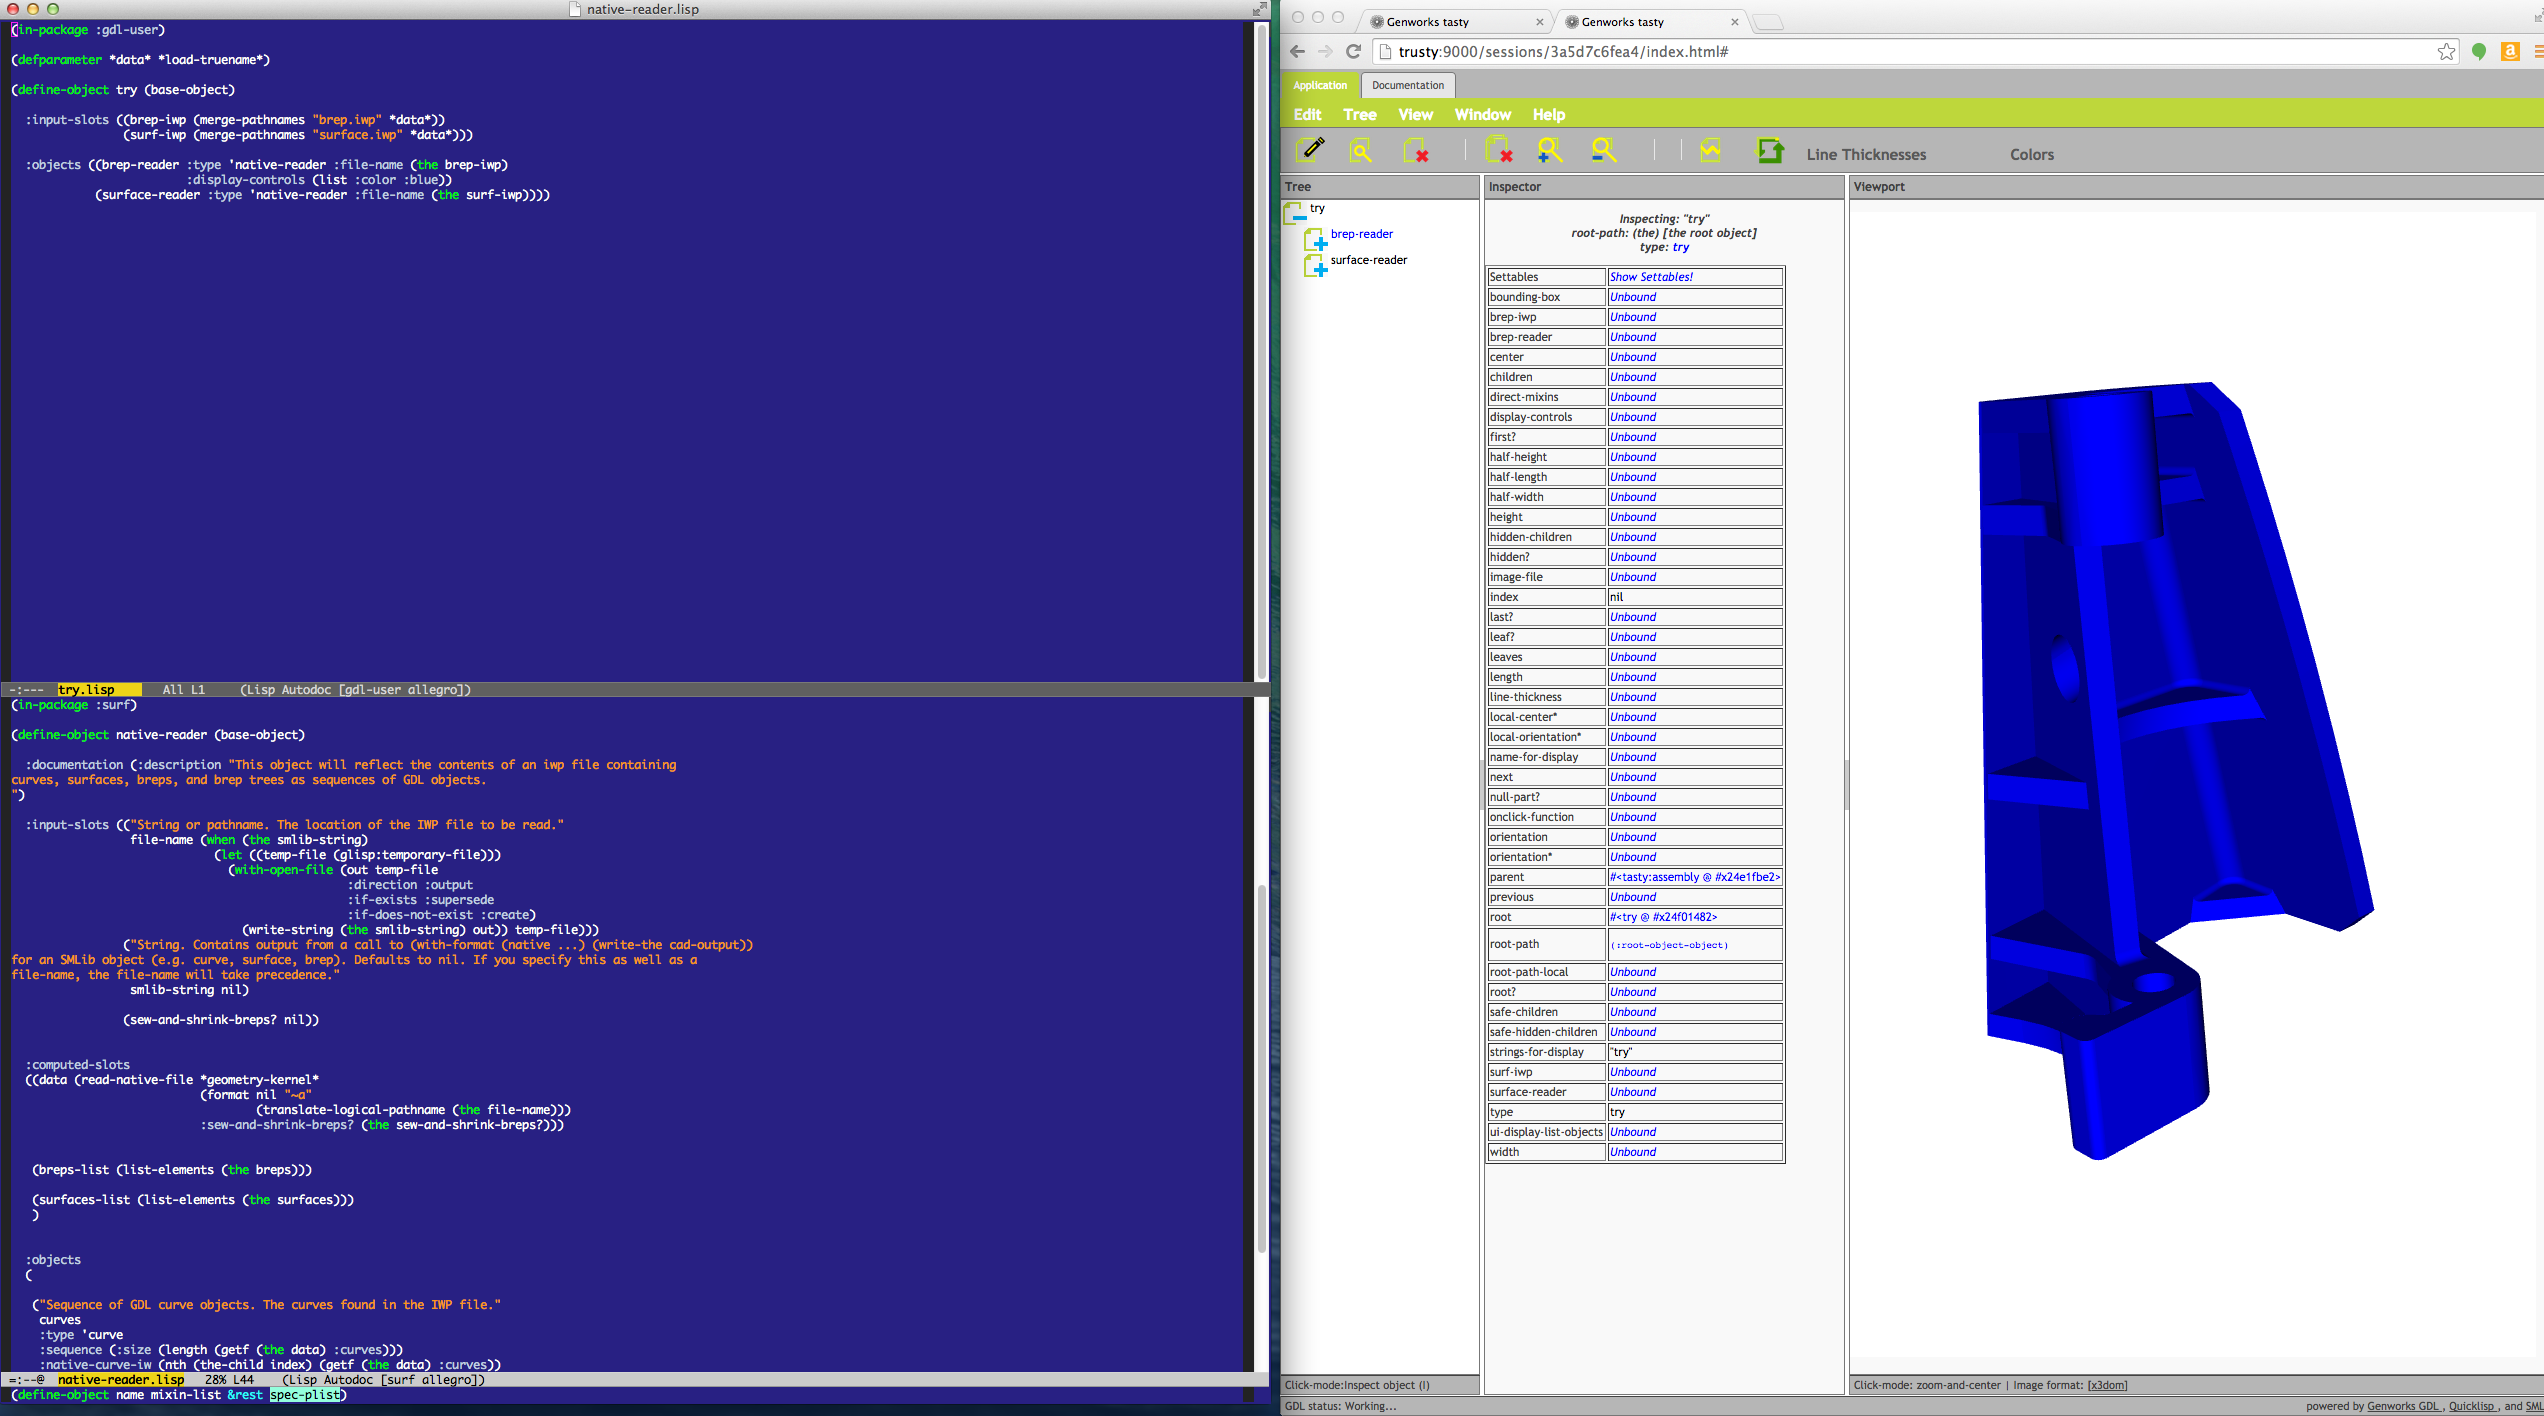 native-reader.lisp
(in-package :gdl-user)
(defparameter *data* *load-truename*)
(define-object try (base-object)
:input-slots ((brep-iwp (merge-pathnames "brep.iwp" *data*))
(surf-iwp (merge-pathnames "surface.iwp" *data*)))
:objects ((brep-reader :type 'native-reader :file-name (the brep-iwp)
:display-controls (list :color :blue))
(surface-reader :type 'native-reader :file-name (the surf-iwp))))
-:--- try.lisp All L1 (Lisp Autodoc [gdl-user allegro])
(in-package :surf)
(define-object native-reader (base-object)
:documentation (:description "This object will reflect the contents of an iwp file containing
curves, surfaces, breps, and brep trees as sequences of GDL objects.
")
:input-slots (("String or pathname. The location of the IWP file to be read."
file-name (when (the smlib-string)
(let ((temp-file (glisp:temporary-file)))
(with-open-file (out temp-file
:direction :output
:if-exists :supersede
:if-does-not-exist :create)
(write-string (the smlib-string) out)) temp-file)))
("String. Contains output from a call to (with-format (native ...) (write-the cad-output))
for an SMLib object (e.g. curve, surface, brep). Defaults to nil. If you specify this as well as a
file-name, the file-name will take precedence."
smlib-string nil)
(sew-and-shrink-breps? nil))
:computed-slots
((data (read-native-file *geometry-kernel*
(format nil "~a"
(translate-logical-pathname (the file-name)))
:sew-and-shrink-breps? (the sew-and-shrink-breps?)))
(breps-list (list-elements (the breps)))
(surfaces-list (list-elements (the surfaces)))
)
:objects
(
("Sequence of GDL curve objects. The curves found in the IWP file."
curves
:type 'curve
:sequence (:size (length (getf (the data) :curves)))
:native-curve-iw (nth (the-child index) (getf (the data) :curves))
=:--@ native-reader.lisp 28% L44 (Lisp Autodoc [surf allegro])
(define-object name mixin-list &rest spec-plist)
Genworks tasty
Genworks tasty
trusty:9000/sessions/3a5d7c6fea4/index.html#
Application Documentation
Edit Tree View Window Help
Line Thicknesses Colors
Tree
try
brep-reader
surface-reader
Click-mode:Inspect object (I)
Inspector
Inspecting: "try"
root-path: (the) [the root object]
type: try
Settables Show Settables!
bounding-box Unbound
brep-iwp Unbound
brep-reader Unbound
center Unbound
children Unbound
direct-mixins Unbound
display-controls Unbound
first? Unbound
half-height Unbound
half-length Unbound
half-width Unbound
height Unbound
hidden-children Unbound
hidden? Unbound
image-file Unbound
index nil
last? Unbound
leaf? Unbound
leaves Unbound
length Unbound
line-thickness Unbound
local-center* Unbound
local-orientation* Unbound
name-for-display Unbound
next Unbound
null-part? Unbound
onclick-function Unbound
orientation Unbound
orientation* Unbound
parent #<tasty:assembly @ #x24e1fbe2>
previous Unbound
root #<try @ #x24f01482>
root-path (:root-object-object)
root-path-local Unbound
root? Unbound
safe-children Unbound
safe-hidden-children Unbound
strings-for-display "try"
surf-iwp Unbound
surface-reader Unbound
type try
ui-display-list-objects Unbound
width Unbound
Viewport
Click-mode: zoom-and-center | Image format: [x3dom]
GDL status: Working...
powered by Genworks GDL , Quicklisp , and SML